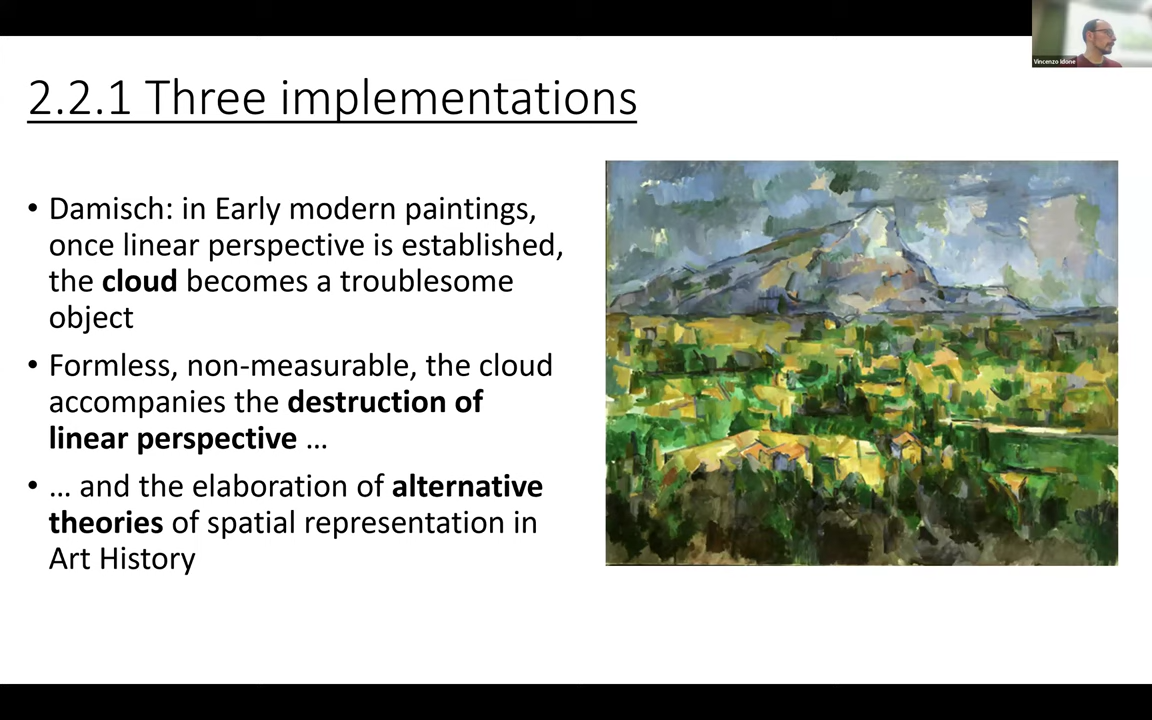 Vincenzo Idone
2.2.1 Three implementations
• Damisch: in Early modern paintings,
once linear perspective is established,
the cloud becomes a troublesome
object
• Formless, non-measurable, the cloud
accompanies the destruction of
linear perspective …
• … and the elaboration of alternative
theories of spatial representation in
Art History